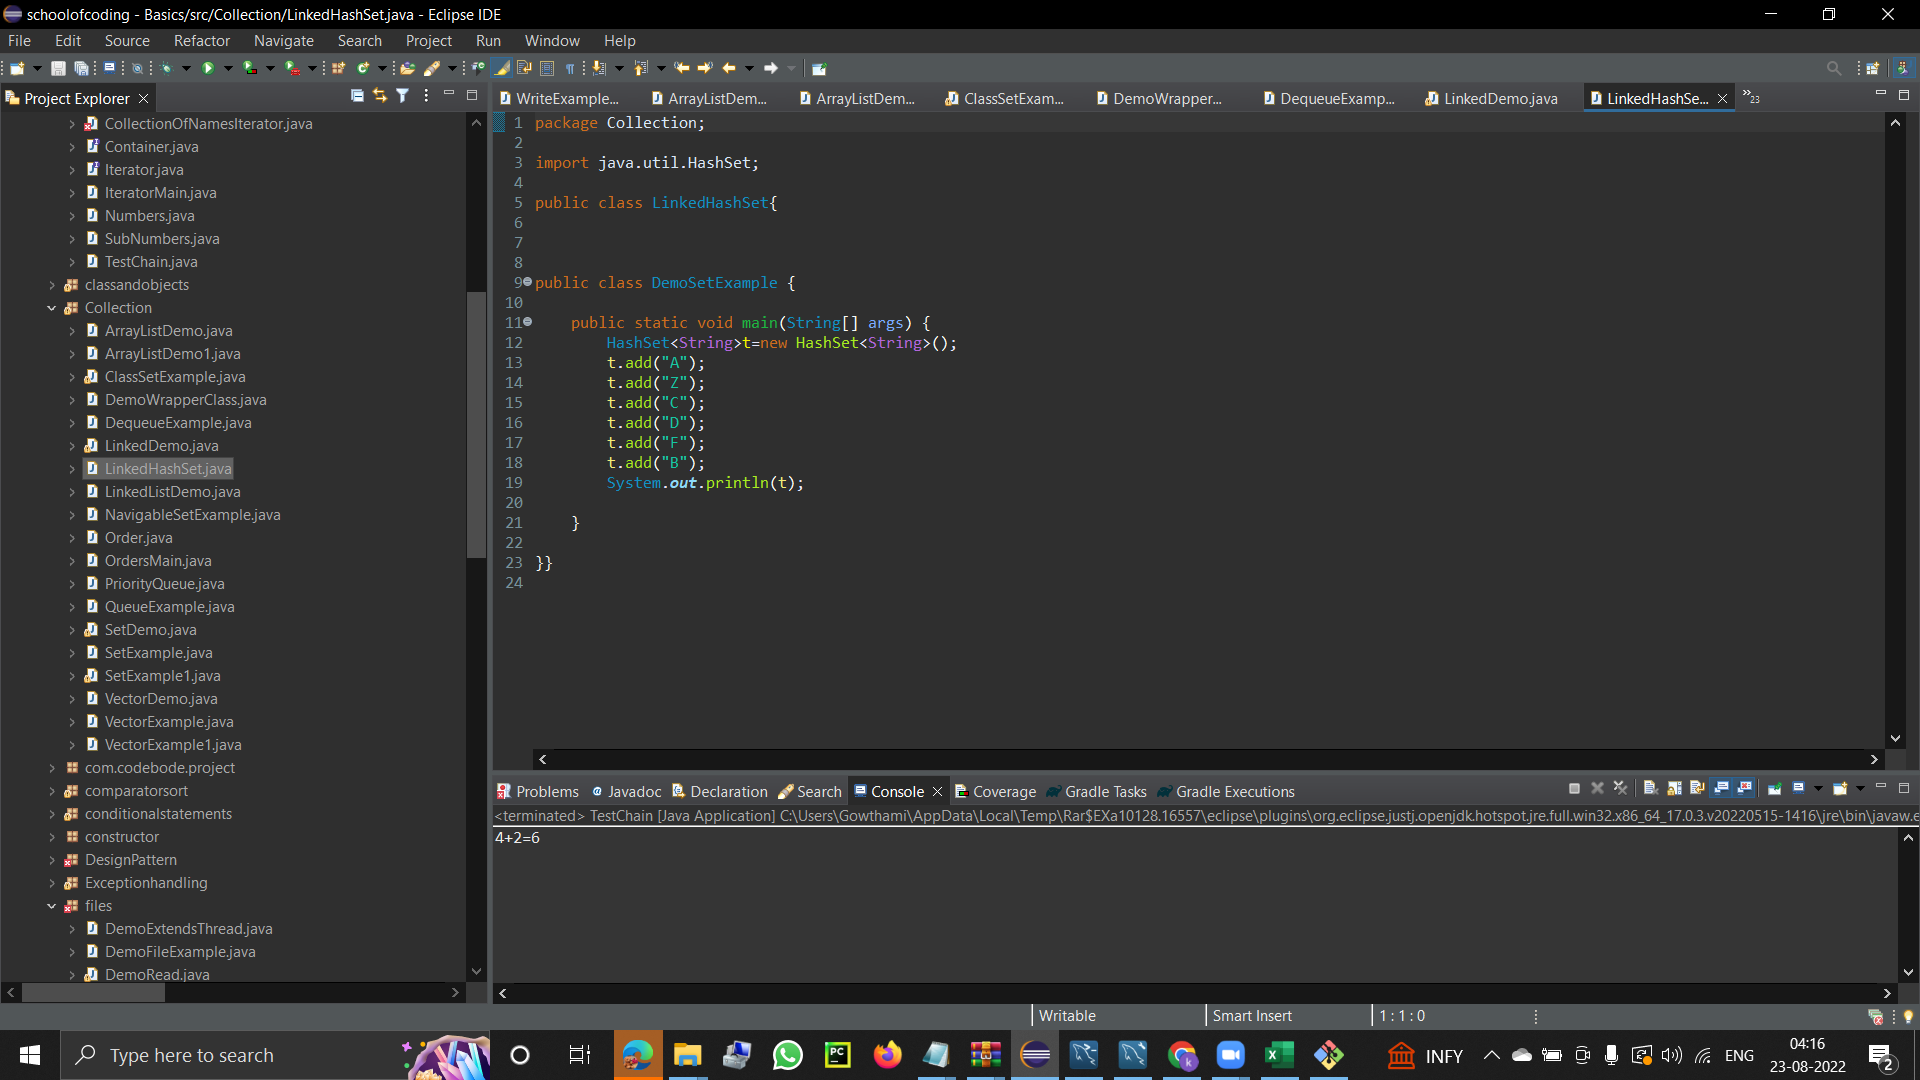 schoolofcoding - Basics/src/Collection/LinkedHashSet.java - Eclipse IDE
File Edit Source Refactor Navigate Search Project Run Window Help
Project Explorer
WriteExample... ArrayListDem... ArrayListDem... ClassSetExam... DemoWrapper... DequeueExamp... LinkedDemo.java LinkedHashSe... »23
CollectionOfNamesIterator.java
Container.java
Iterator.java
IteratorMain.java
Numbers.java
SubNumbers.java
TestChain.java
classandobjects
Collection
ArrayListDemo.java
ArrayListDemo1.java
ClassSetExample.java
DemoWrapperClass.java
DequeueExample.java
LinkedDemo.java
LinkedHashSet.java
LinkedListDemo.java
NavigableSetExample.java
Order.java
OrdersMain.java
PriorityQueue.java
QueueExample.java
SetDemo.java
SetExample.java
SetExample1.java
VectorDemo.java
VectorExample.java
VectorExample1.java
com.codebode.project
comparatorsort
conditionalstatements
constructor
DesignPattern
Exceptionhandling
files
DemoExtendsThread.java
DemoFileExample.java
DemoRead.java
1 package Collection;
2
3 import java.util.HashSet;
4
5 public class LinkedHashSet{
6
7
8
9 public class DemoSetExample {
10
11 public static void main(String[] args) {
12 HashSet<String>t=new HashSet<String>();
13 t.add("A");
14 t.add("Z");
15 t.add("C");
16 t.add("D");
17 t.add("F");
18 t.add("B");
19 System.out.println(t);
20
21 }
22
23 }}
24
Problems Javadoc Declaration Search Console Coverage Gradle Tasks Gradle Executions
<terminated> TestChain [Java Application] C:\Users\Gowthami\AppData\Local\Temp\Rar$EXa10128.16557\eclipse\plugins\org.eclipse.justj.openjdk.hotspot.jre.full.win32.x86_64_17.0.3.v20220515-1416\jre\bin\javaw.e
4+2=6
Writable Smart Insert 1 : 1 : 0
Type here to search
PC
INFY
ENG
04:16
23-08-2022
2